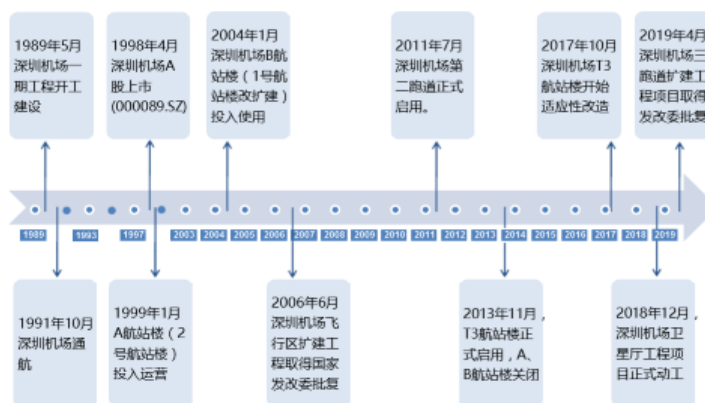 1989年5月
深圳机场一
期工程开工
建设
1998年4月
深圳机场A
股上市
(000089.SZ)
2004年1月
深圳机场B航
站楼（1号航
站楼改扩建）
投入使用
2011年7月
深圳机场第
二跑道正式
启用。
2017年10月
深圳机场T3
航站楼开始
适应性改造
2019年4月
深圳机场三
跑道扩建工
程项目取得
发改委批复
1989
1993
1997
2003
2004
2005
2006
2007
2008
2009
2010
2011
2012
2013
2014
2015
2016
2017
2018
2019
1991年10月
深圳机场通
航
1999年1月
A航站楼（2
号航站楼）
投入运营
2006年6月
深圳机场飞
行区扩建工
程取得国家
发改委批复
2013年11月，
T3航站楼正
式启用，A、
B航站楼关闭
2018年12月，
深圳机场卫
星厅工程项
目正式动工